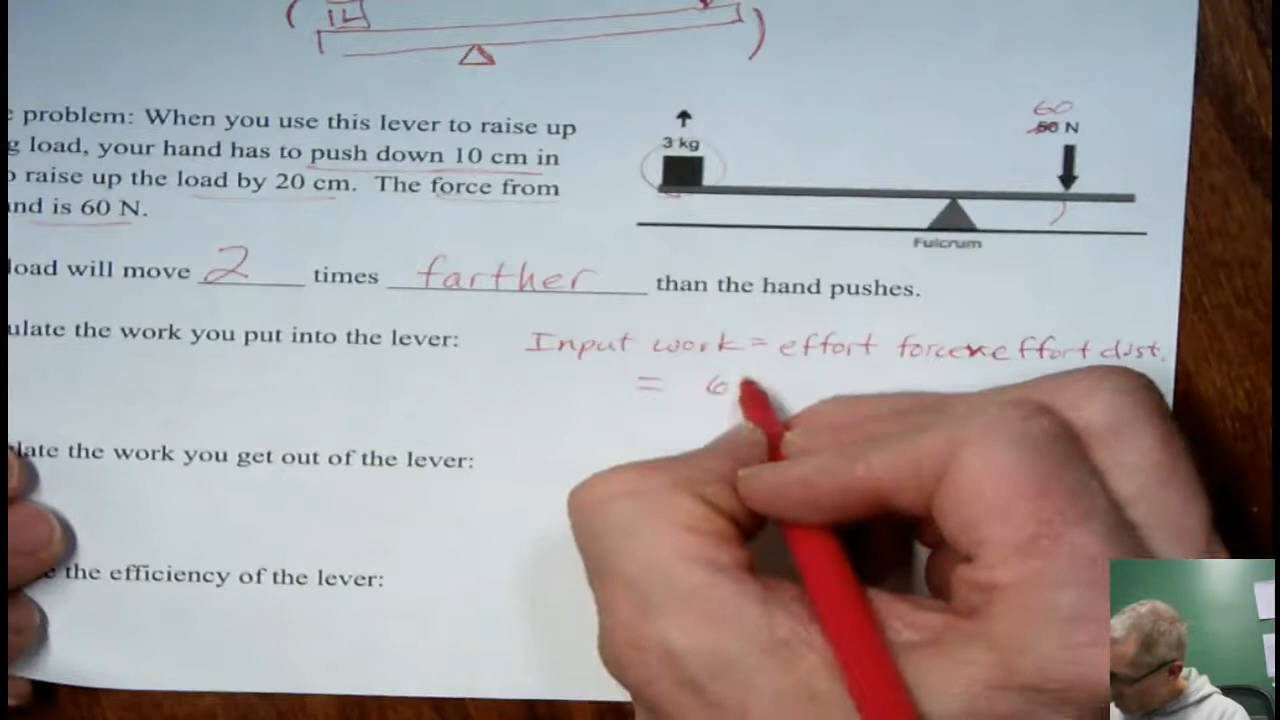 problem: When you use this lever to raise up
g load, your hand has to push down 10 cm in
raise up the load by 20 cm. The force from
nd is 60 N.
3 kg
60
50 N
Fulcrum
load will move 2 times farther than the hand pushes.
ulate the work you put into the lever: Input work = effort force x effort dist.
= 6
late the work you get out of the lever:
the efficiency of the lever: